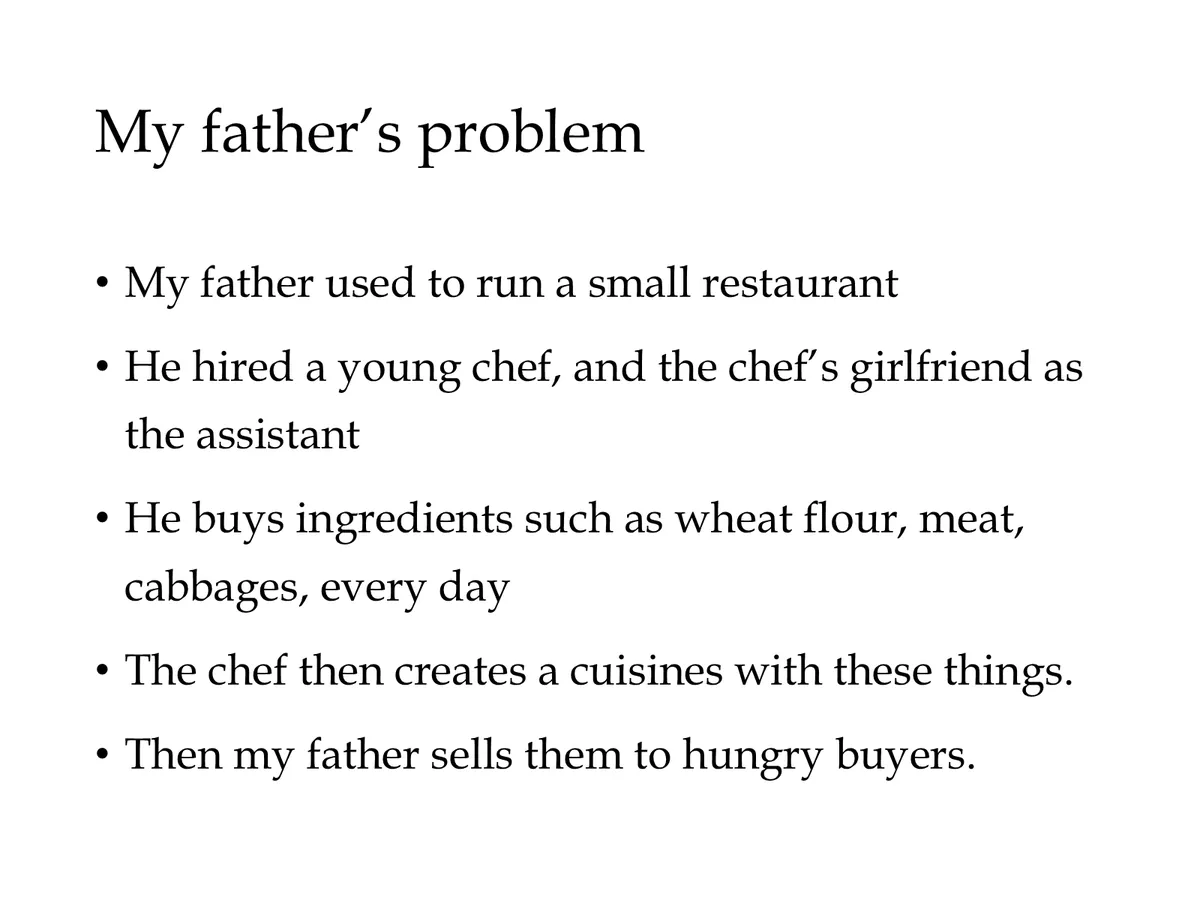 My father’s problem
• My father used to run a small restaurant
• He hired a young chef, and the chef’s girlfriend as
the assistant
• He buys ingredients such as wheat flour, meat,
cabbages, every day
• The chef then creates a cuisines with these things.
• Then my father sells them to hungry buyers.